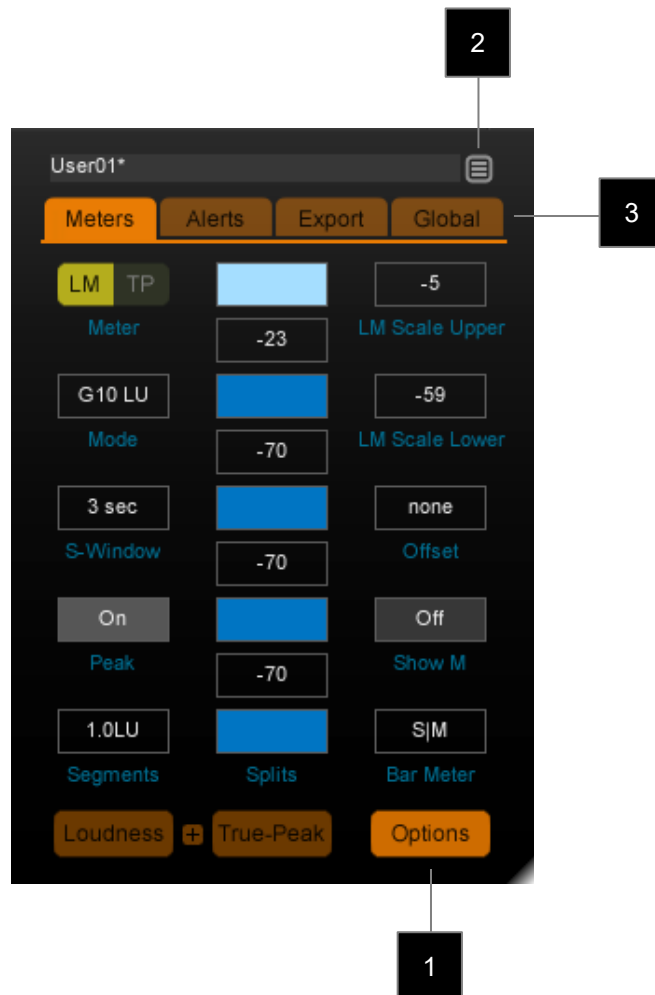 2
User01*
3
Meters Alerts Export Global
LM TP -5
Meter -23 LM Scale Upper
G10 LU -59
Mode -70 LM Scale Lower
3 sec none
S-Window -70 Offset
On Off
Peak -70 Show M
1.0LU S|M
Segments Splits Bar Meter
Loudness + True-Peak Options
1